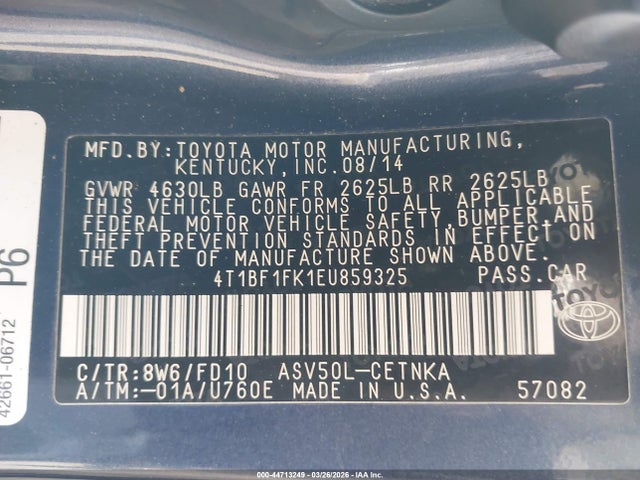 MFD.BY:TOYOTA MOTOR MANUFACTURING,
KENTUCKY,INC.08/14
GVWR 4630LB GAWR FR 2625LB RR 2625LB
THIS VEHICLE CONFORMS TO ALL APPLICABLE
FEDERAL MOTOR VEHICLE SAFETY, BUMPER,AND
THEFT PREVENTION STANDARDS IN EFFECT ON
THE DATE OF MANUFACTURE SHOWN ABOVE.
4T1BF1FK1EU859325 PASS.CAR
C/TR:8W6/FD10 ASV50L-CETNKA
A/TM:-01A/U760E MADE IN U.S.A. 57082
TOYOTA
P6
42661-06712
000-44713249 - 03/26/2026 - IAA Inc.